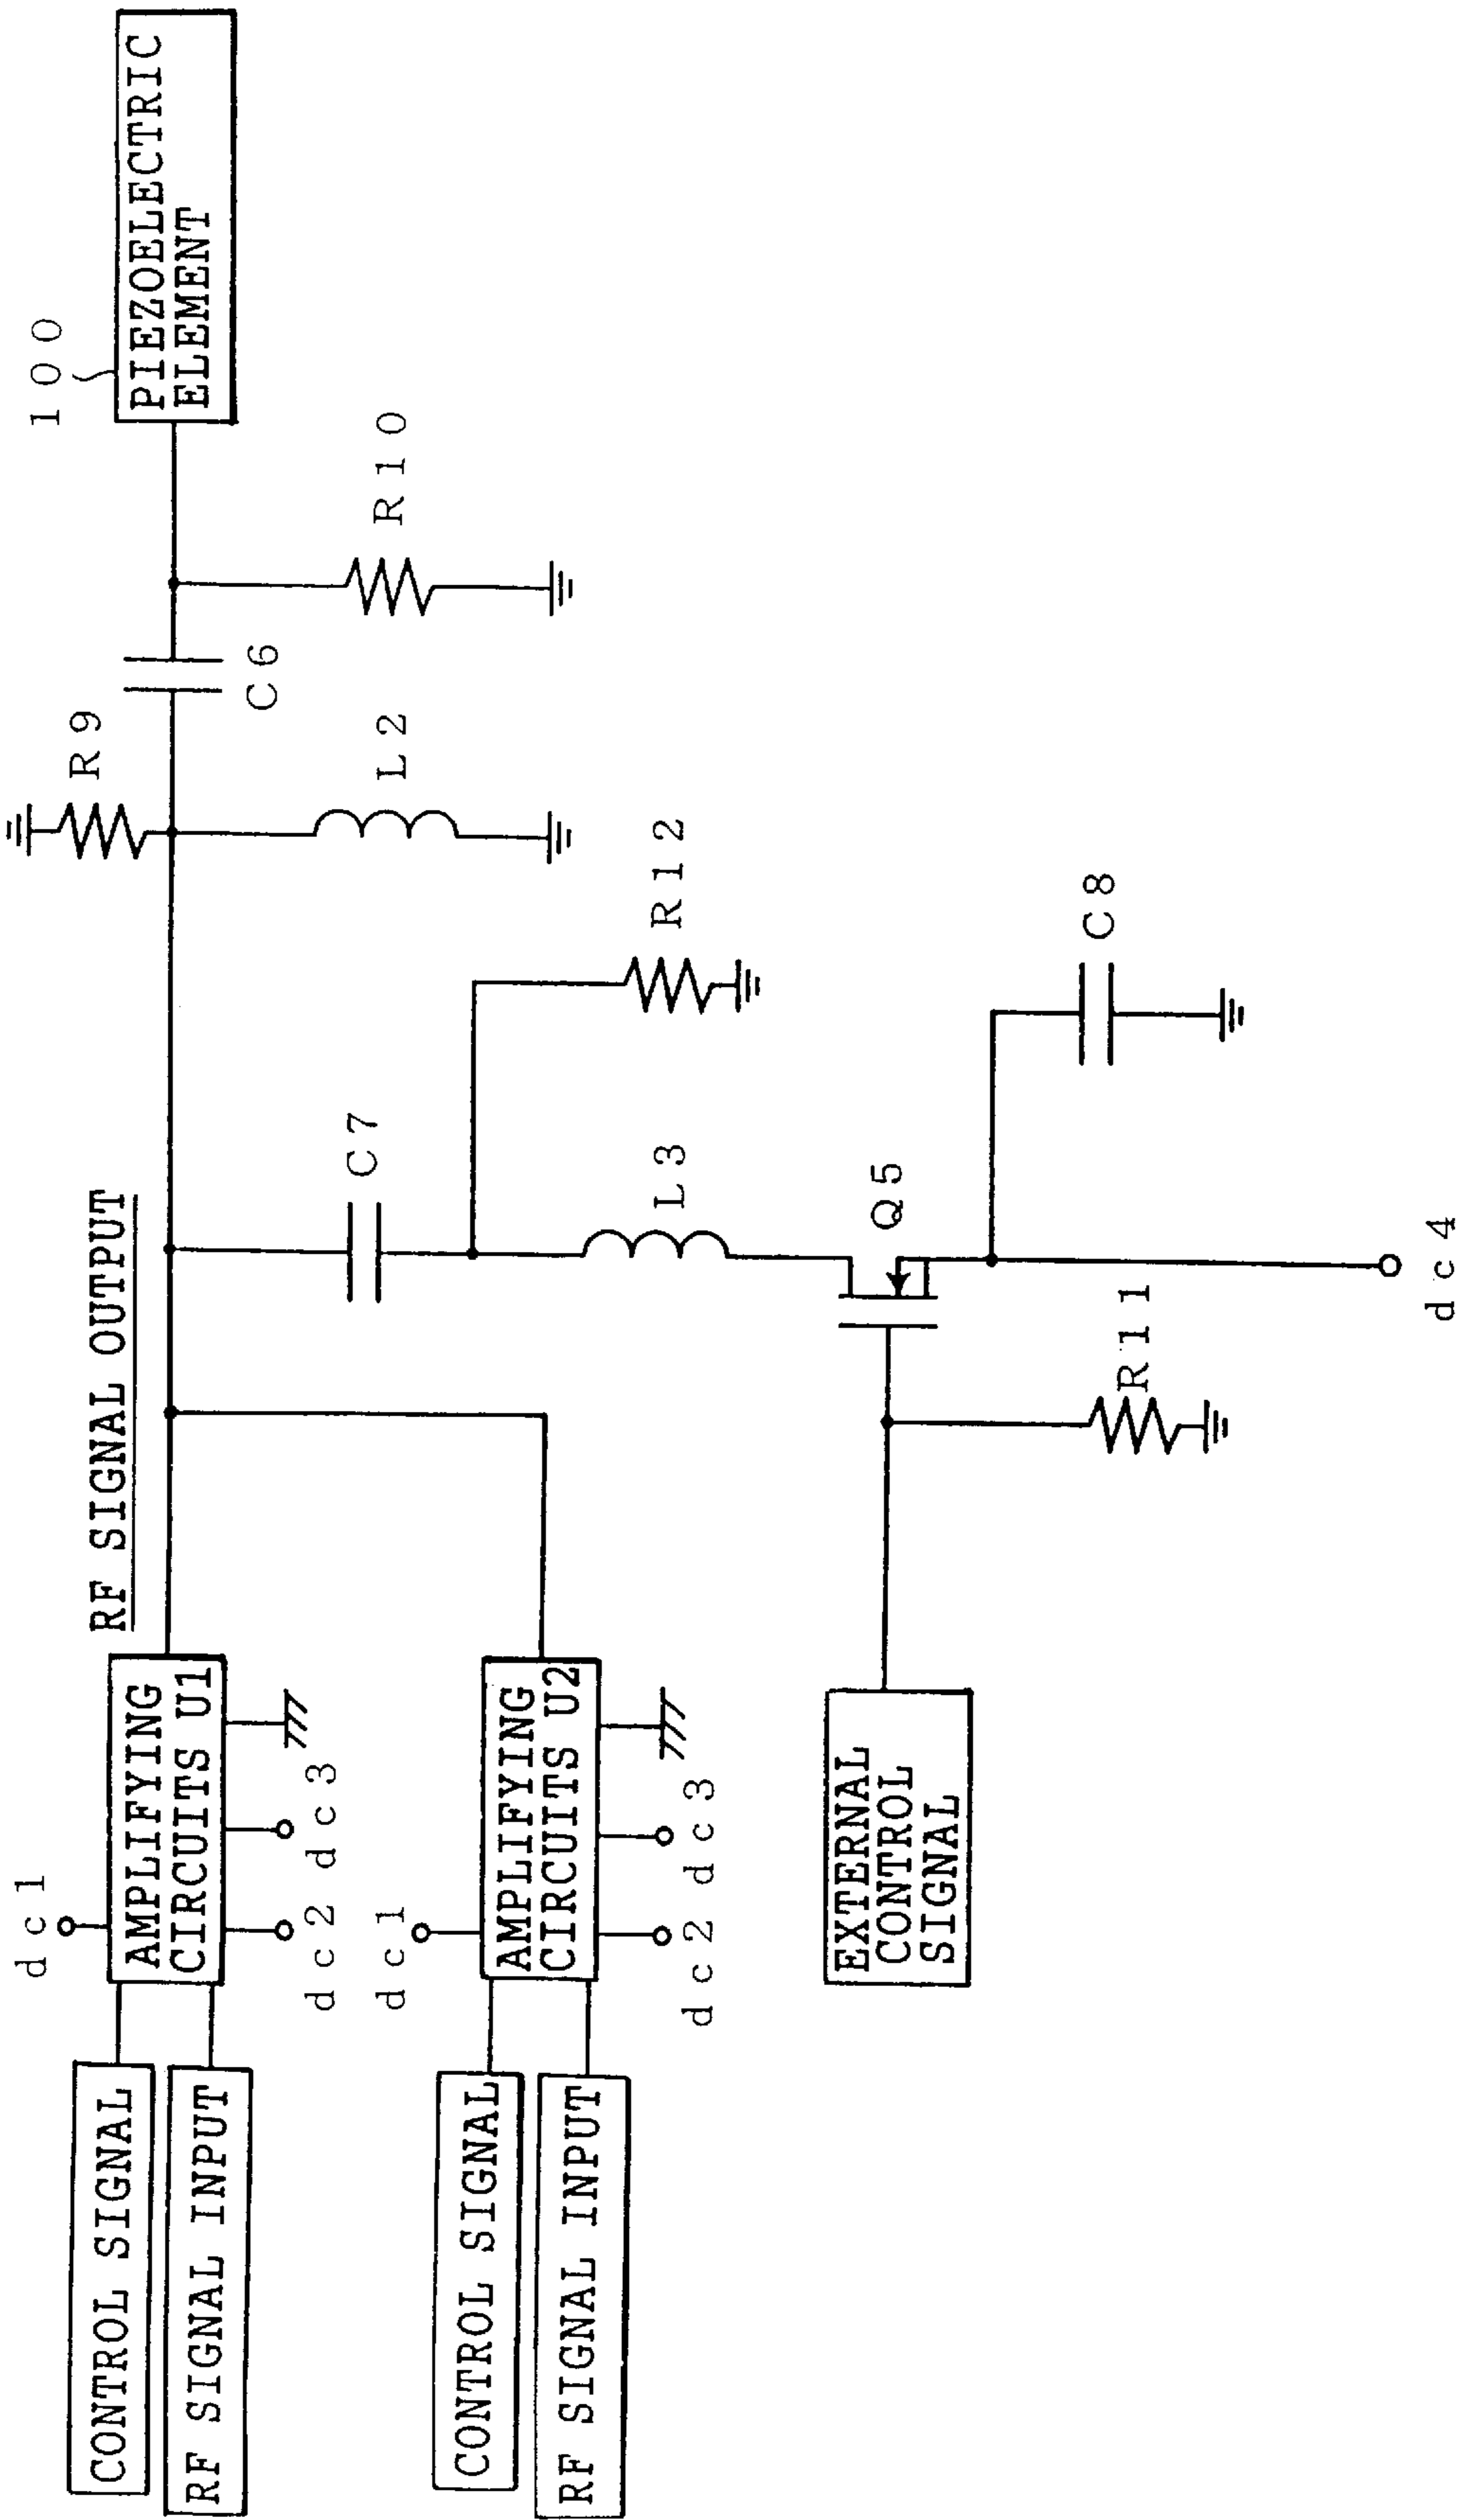 100
PIEZOELECTRIC
ELEMENT
R9
C6
R10
L2
RF SIGNAL OUTPUT
C7
R12
L3
Q5
C8
R11
dc4
dc1
AMPLIFYING
CIRCUITS U1
dc2 dc3
CONTROL SIGNAL
RF SIGNAL INPUT
dc1
AMPLIFYING
CIRCUITS U2
dc2 dc3
CONTROL SIGNAL
RF SIGNAL INPUT
EXTERNAL
CONTROL
SIGNAL